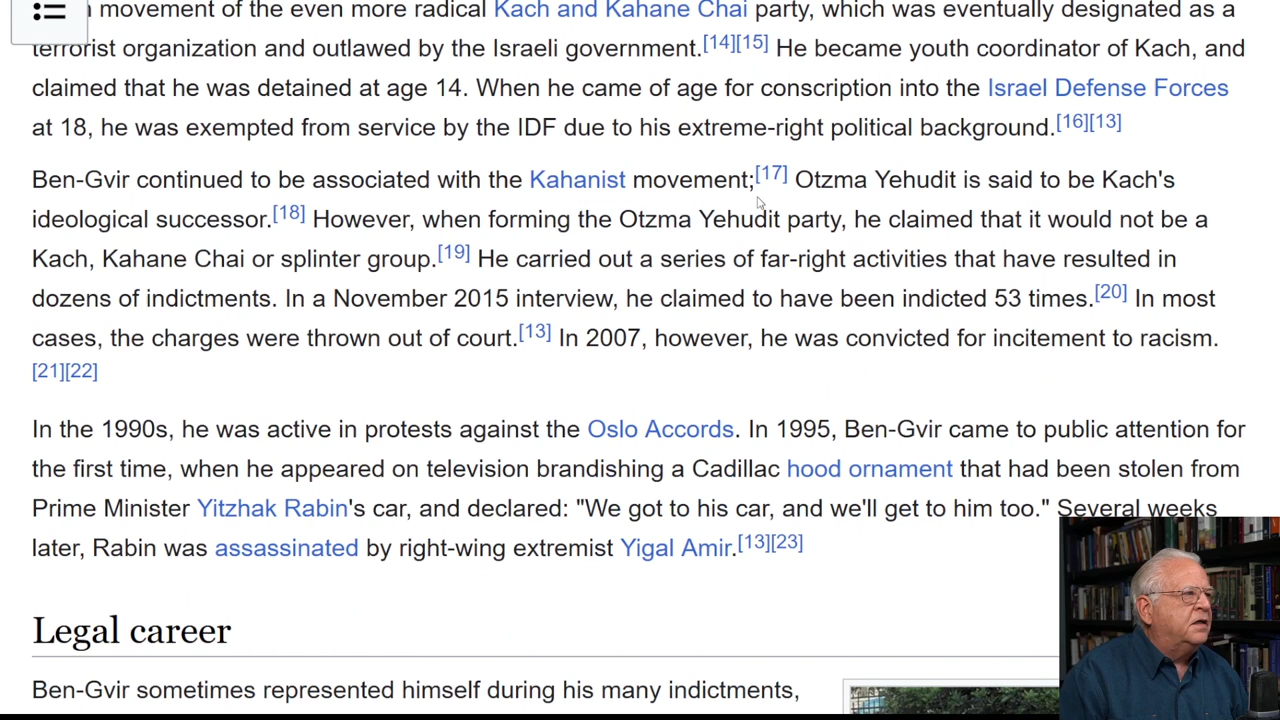 movement of the even more radical Kach and Kahane Chai party, which was eventually designated as a
terrorist organization and outlawed by the Israeli government.[14][15] He became youth coordinator of Kach, and
claimed that he was detained at age 14. When he came of age for conscription into the Israel Defense Forces
at 18, he was exempted from service by the IDF due to his extreme-right political background.[16][13]
Ben-Gvir continued to be associated with the Kahanist movement;[17] Otzma Yehudit is said to be Kach's
ideological successor.[18] However, when forming the Otzma Yehudit party, he claimed that it would not be a
Kach, Kahane Chai or splinter group.[19] He carried out a series of far-right activities that have resulted in
dozens of indictments. In a November 2015 interview, he claimed to have been indicted 53 times.[20] In most
cases, the charges were thrown out of court.[13] In 2007, however, he was convicted for incitement to racism.
[21][22]
In the 1990s, he was active in protests against the Oslo Accords. In 1995, Ben-Gvir came to public attention for
the first time, when he appeared on television brandishing a Cadillac hood ornament that had been stolen from
Prime Minister Yitzhak Rabin's car, and declared: "We got to his car, and we'll get to him too." Several weeks
later, Rabin was assassinated by right-wing extremist Yigal Amir.[13][23]
Legal career
Ben-Gvir sometimes represented himself during his many indictments,